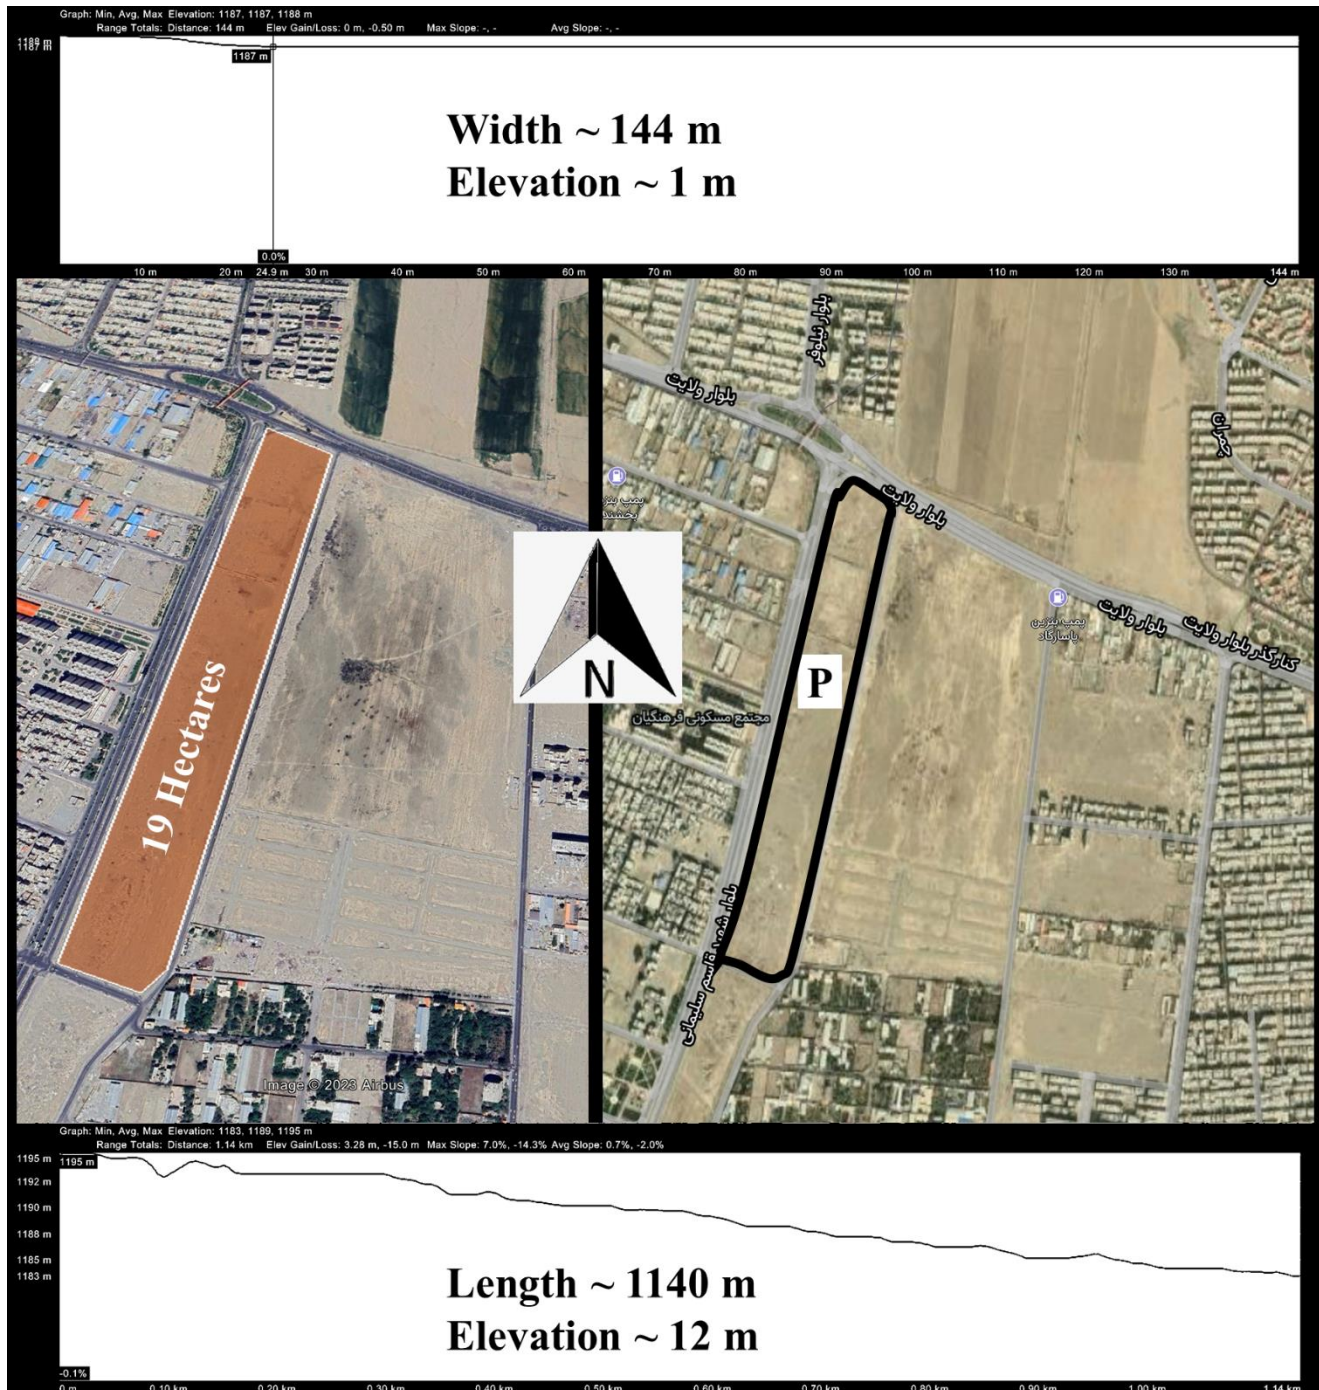 Graph: Min, Avg, Max Elevation: 1187, 1187, 1188 m
Range Totals: Distance: 144 m Elev Gain/Loss: 0 m, -0.50 m Max Slope: -, - Avg Slope: -, -
1188 m
1187 m
1187 m
Width ~ 144 m
Elevation ~ 1 m
0.0%
10 m 20 m 24.9 m 30 m 40 m 50 m 60 m 70 m 80 m 90 m 100 m 110 m 120 m 130 m 144 m
بلوار نیلوفر
بلوار ولایت
چمران
پمپ بنزین
بخشنده
بلوار ولایت
پمپ بنزین
پاسارگاد
بلوار ولایت
کنارگذر بلوار ولایت
N
P
مجتمع مسکونی فرهنگیان
19 Hectares
بلوار شهید قاسم سلیمانی
Image © 2023 Airbus
Graph: Min, Avg, Max Elevation: 1183, 1189, 1195 m
Range Totals: Distance: 1.14 km Elev Gain/Loss: 3.28 m, -15.0 m Max Slope: 7.0%, -14.3% Avg Slope: 0.7%, -2.0%
1195 m
1195 m
1192 m
1190 m
1188 m
1185 m
1183 m
Length ~ 1140 m
Elevation ~ 12 m
-0.1%
0 m 0.10 km 0.20 km 0.30 km 0.40 km 0.50 km 0.60 km 0.70 km 0.80 km 0.90 km 1.00 km 1.14 km